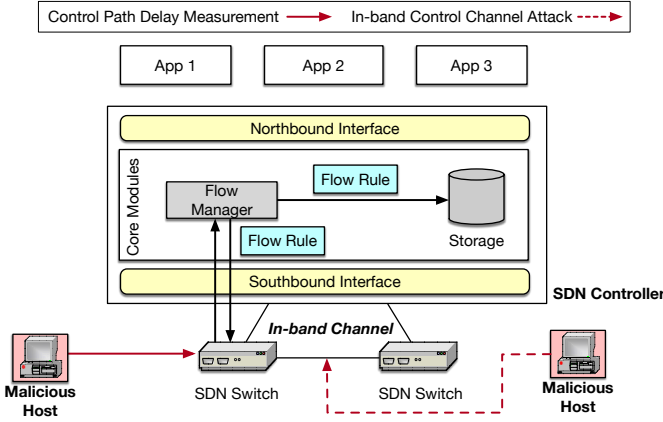 Control Path Delay Measurement
In-band Control Channel Attack
App 1
App 2
App 3
Northbound Interface
Core Modules
Flow
Manager
Flow Rule
Flow Rule
Storage
Southbound Interface
SDN Controller
In-band Channel
Malicious
Host
SDN Switch
SDN Switch
Malicious
Host